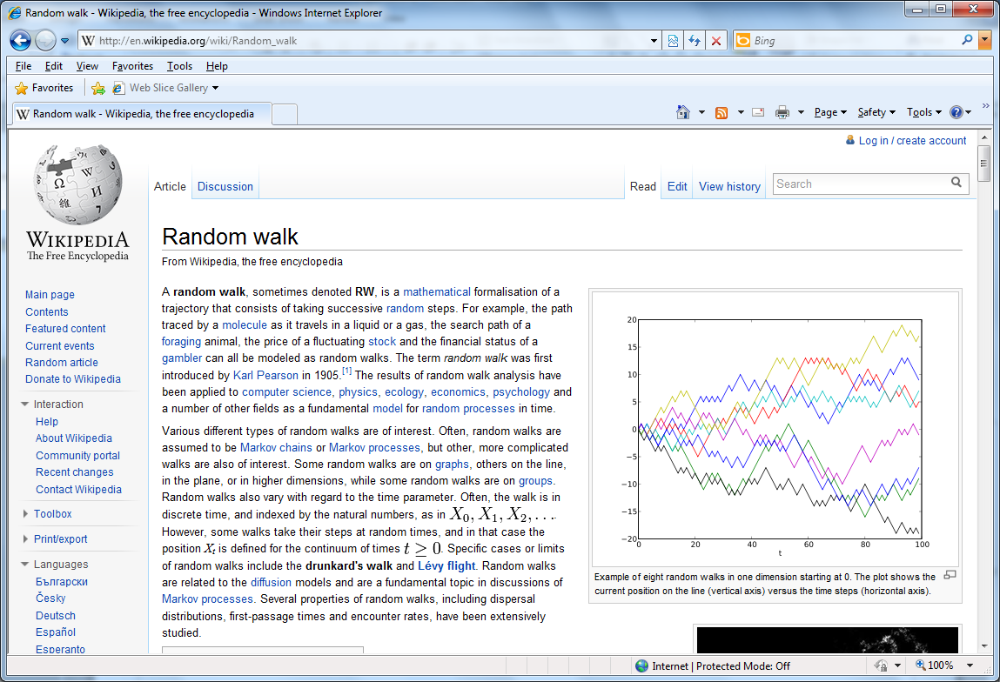 Random walk - Wikipedia, the free encyclopedia - Windows Internet Explorer
http://en.wikipedia.org/wiki/Random_walk
Bing
File Edit View Favorites Tools Help
Favorites Web Slice Gallery
Random walk - Wikipedia, the free encyclopedia
Page Safety Tools
Log in / create account
Article Discussion Read Edit View history Search
WIKIPEDIA
The Free Encyclopedia
Main page
Contents
Featured content
Current events
Random article
Donate to Wikipedia
Interaction
Help
About Wikipedia
Community portal
Recent changes
Contact Wikipedia
Toolbox
Print/export
Languages
Български
Česky
Deutsch
Español
Esperanto
Random walk
From Wikipedia, the free encyclopedia
A random walk, sometimes denoted RW, is a mathematical formalisation of a
trajectory that consists of taking successive random steps. For example, the path
traced by a molecule as it travels in a liquid or a gas, the search path of a
foraging animal, the price of a fluctuating stock and the financial status of a
gambler can all be modeled as random walks. The term random walk was first
introduced by Karl Pearson in 1905.[1] The results of random walk analysis have
been applied to computer science, physics, ecology, economics, psychology and
a number of other fields as a fundamental model for random processes in time.
Various different types of random walks are of interest. Often, random walks are
assumed to be Markov chains or Markov processes, but other, more complicated
walks are also of interest. Some random walks are on graphs, others on the line,
in the plane, or in higher dimensions, while some random walks are on groups.
Random walks also vary with regard to the time parameter. Often, the walk is in
discrete time, and indexed by the natural numbers, as in X₀, X₁, X₂, . . .
However, some walks take their steps at random times, and in that case the
position Xt is defined for the continuum of times t ≥ 0. Specific cases or limits
of random walks include the drunkard's walk and Lévy flight. Random walks
are related to the diffusion models and are a fundamental topic in discussions of
Markov processes. Several properties of random walks, including dispersal
distributions, first-passage times and encounter rates, have been extensively
studied.
20
15
10
5
0
−5
−10
−15
−20
0 20 40 60 80 100
t
Example of eight random walks in one dimension starting at 0. The plot shows the
current position on the line (vertical axis) versus the time steps (horizontal axis).
Internet | Protected Mode: Off
100%